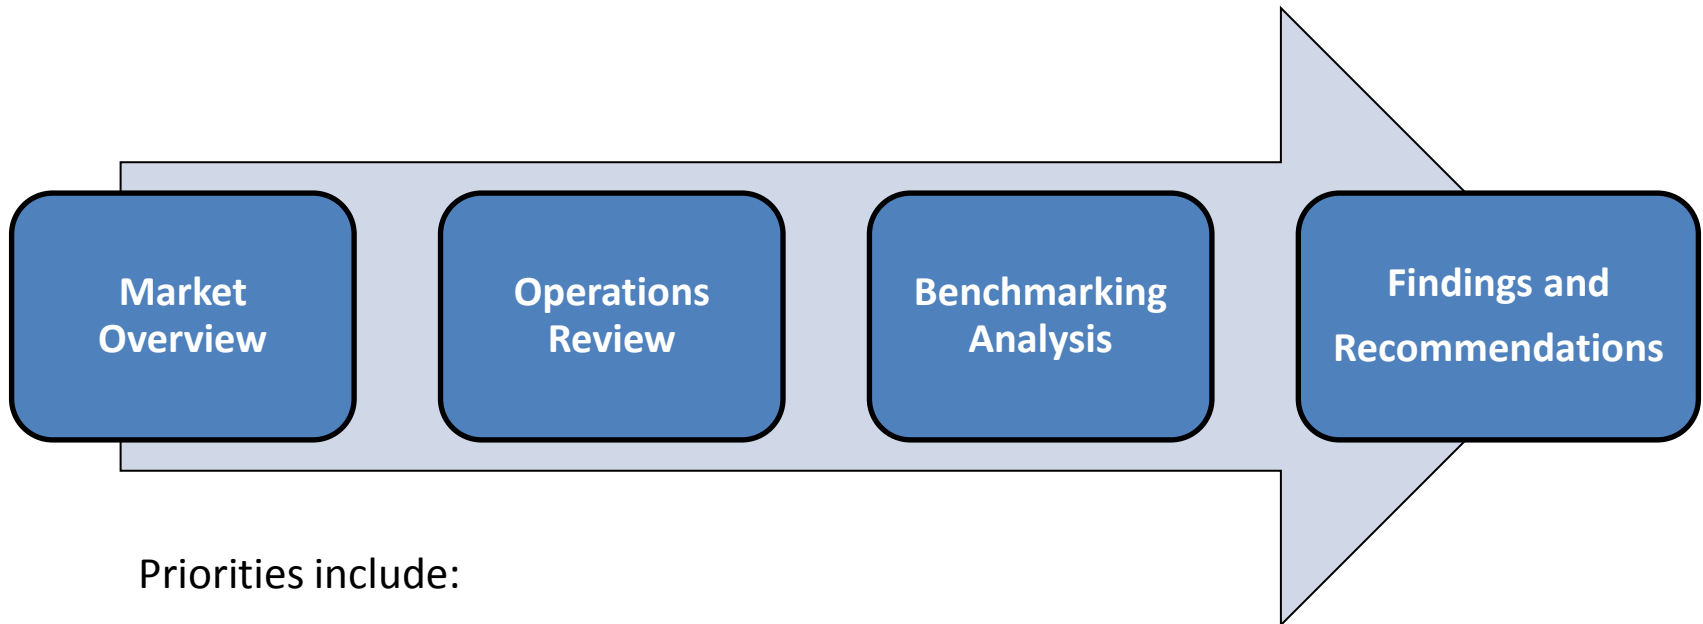 Market
Overview
Operations
Review
Benchmarking
Analysis
Findings and
Recommendations
Priorities include: